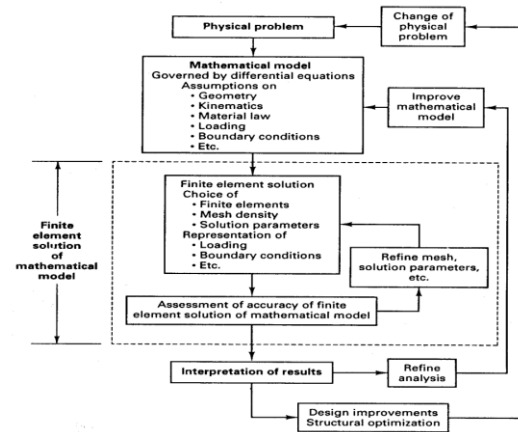 Physical problem
Change of
physical
problem
Mathematical model
Governed by differential equations
Assumptions on
• Geometry
• Kinematics
• Material law
• Loading
• Boundary conditions
• Etc.
Improve
mathematical
model
Finite
element
solution
of
mathematical
model
Finite element solution
Choice of
• Finite elements
• Mesh density
• Solution parameters
Representation of
• Loading
• Boundary conditions
• Etc.
Refine mesh,
solution parameters,
etc.
Assessment of accuracy of finite
element solution of mathematical model
Interpretation of results
Refine
analysis
Design improvements
Structural optimization